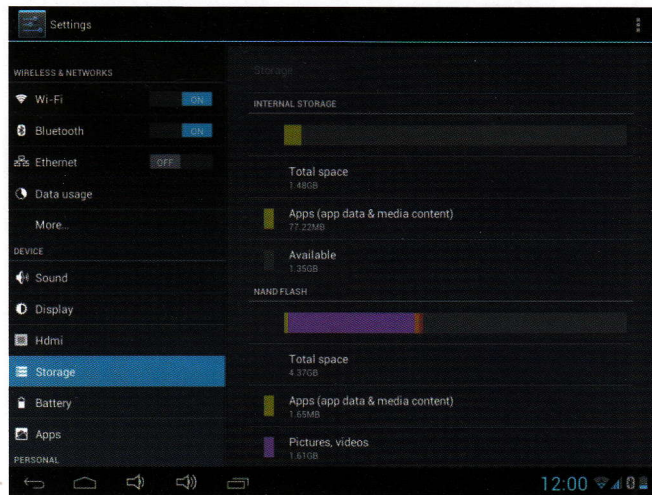 Settings
WIRELESS & NETWORKS
Wi-Fi ON
Bluetooth ON
Ethernet OFF
Data usage
More...
DEVICE
Sound
Display
Hdmi
Storage
Battery
Apps
PERSONAL
Storage
INTERNAL STORAGE
Total space
1.48GB
Apps (app data & media content)
77.22MB
Available
1.35GB
NAND FLASH
Total space
4.37GB
Apps (app data & media content)
1.65MB
Pictures, videos
1.61GB
12:00